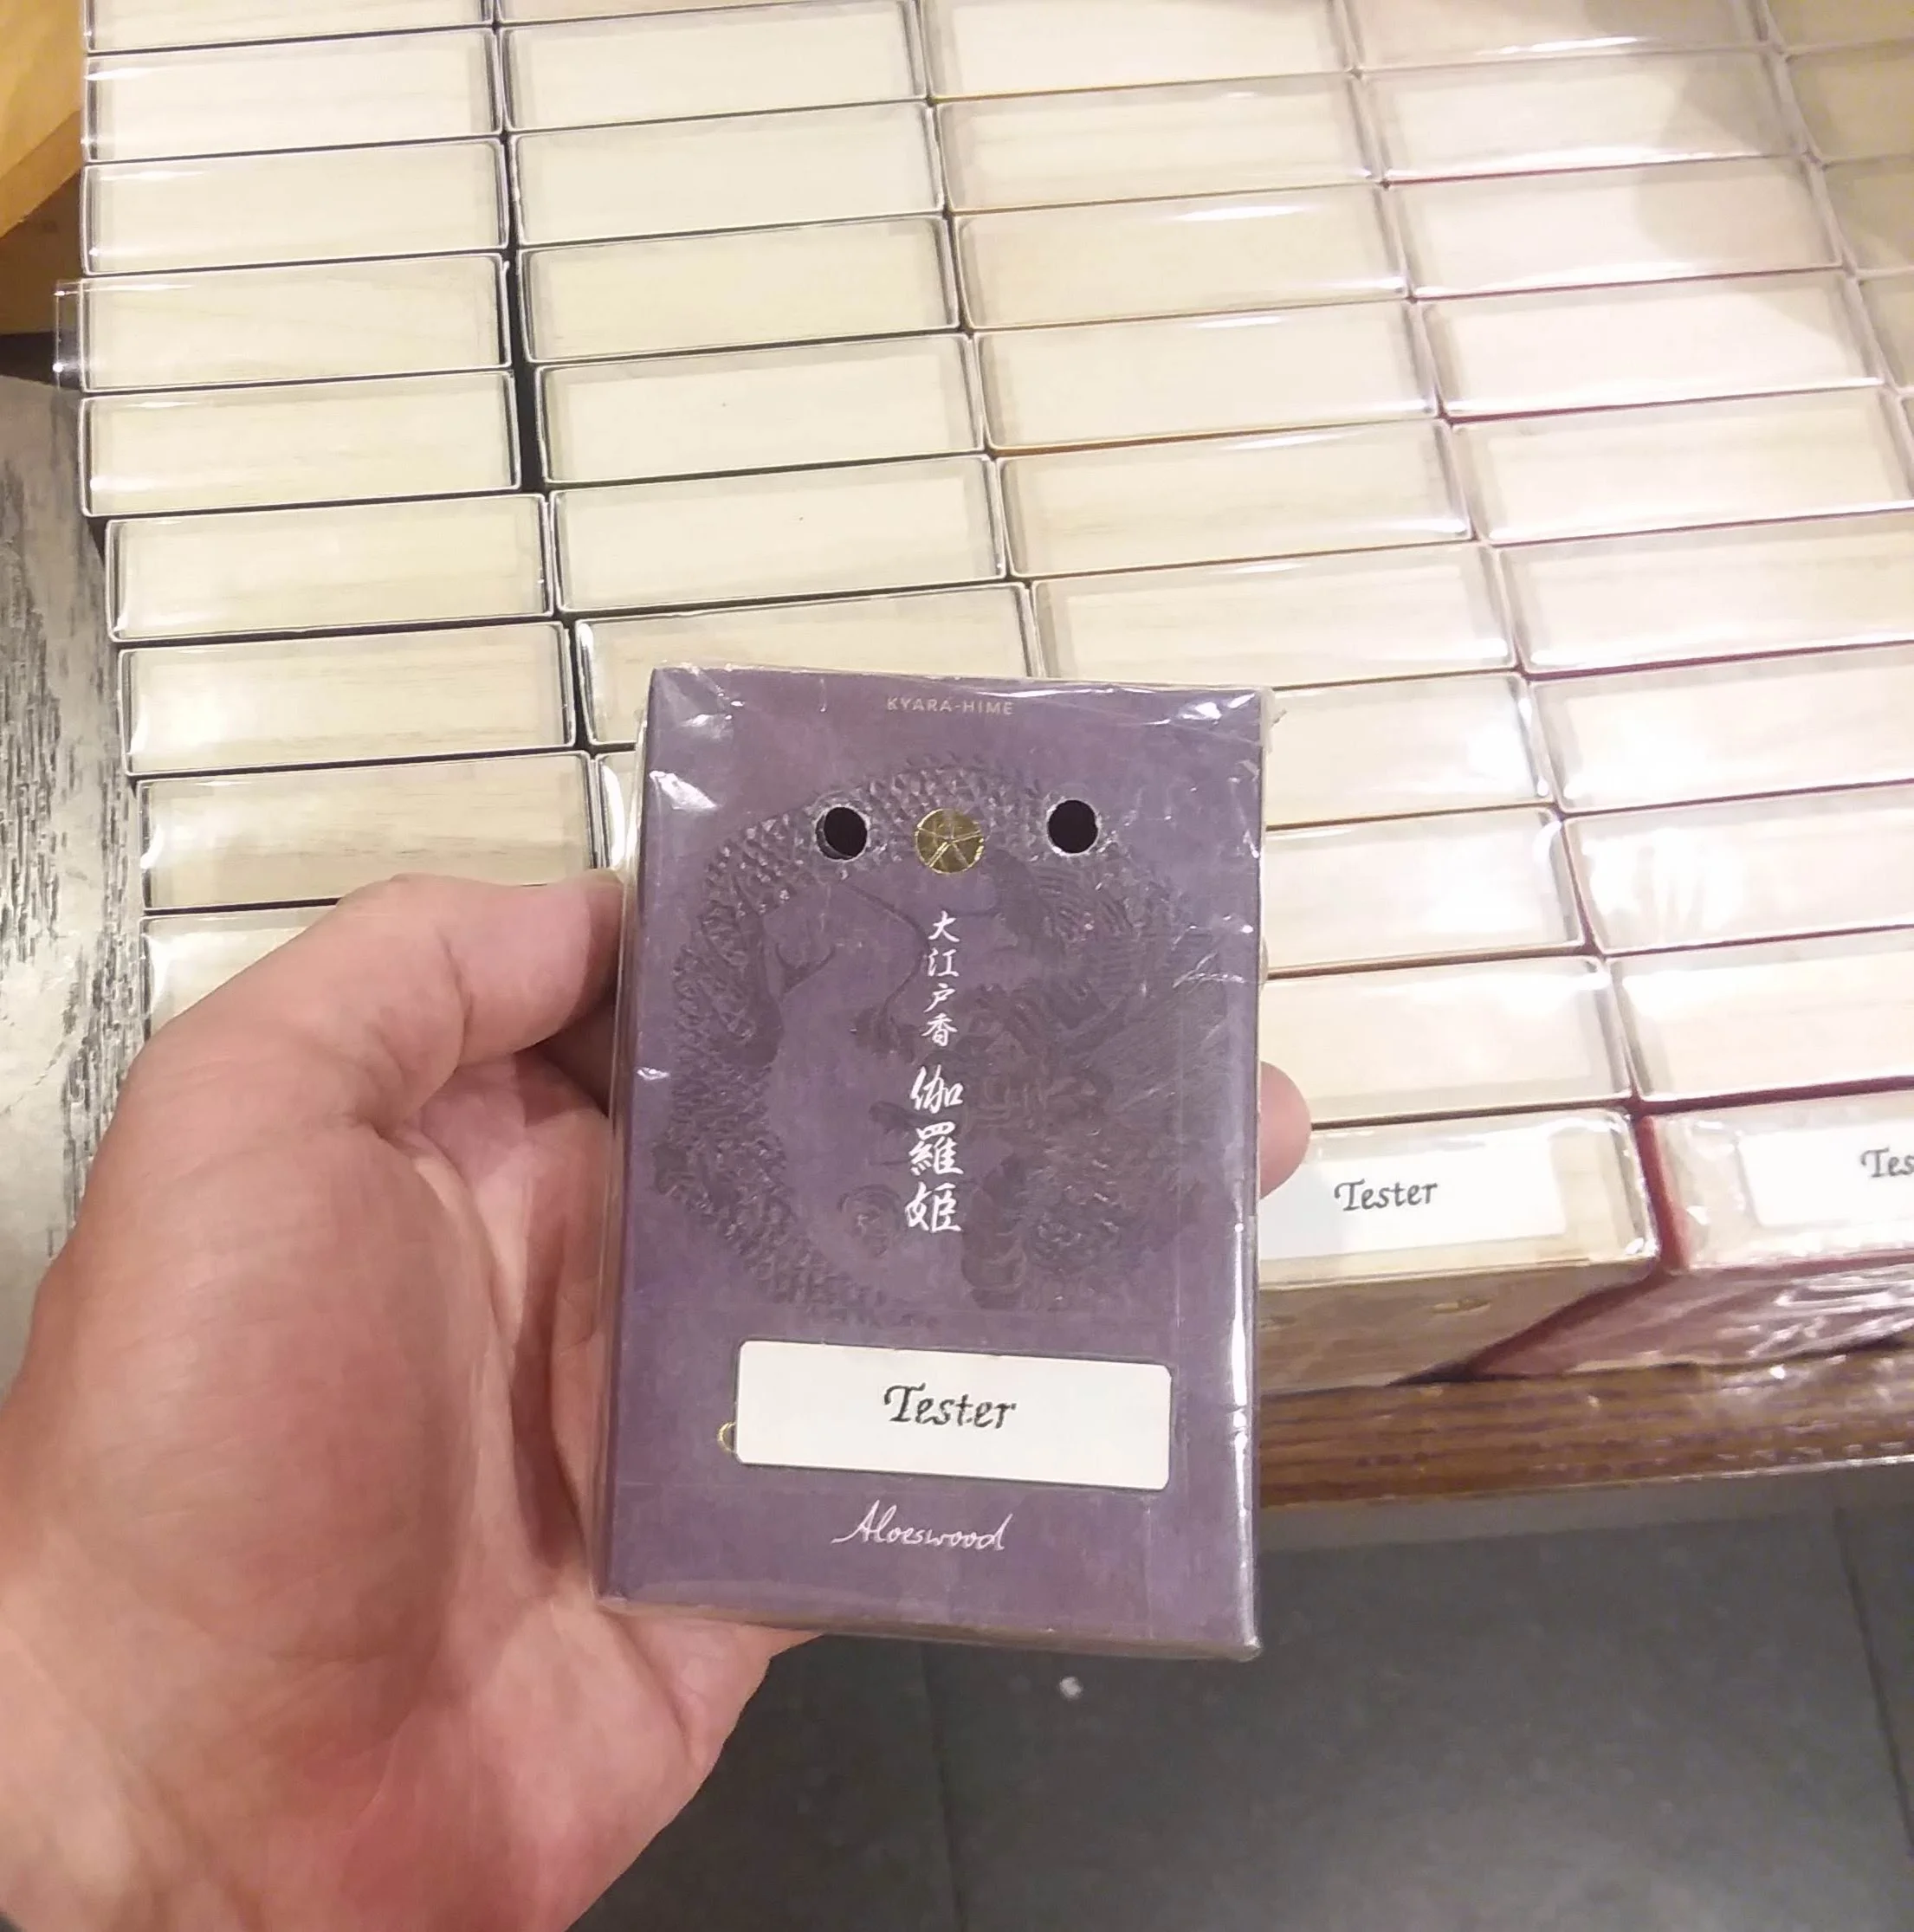 KYARA-HIME
大江戸香
伽羅姫
Tester
Aloeswood
Tester
Tes